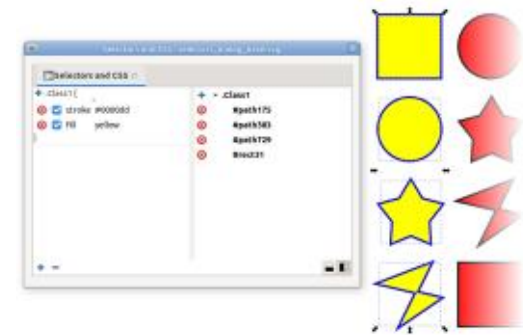 Selectors and CSS
.Class1{
stroke: #0000dd
fill yellow
}
.Class1
#path175
#path583
#path729
#rect31